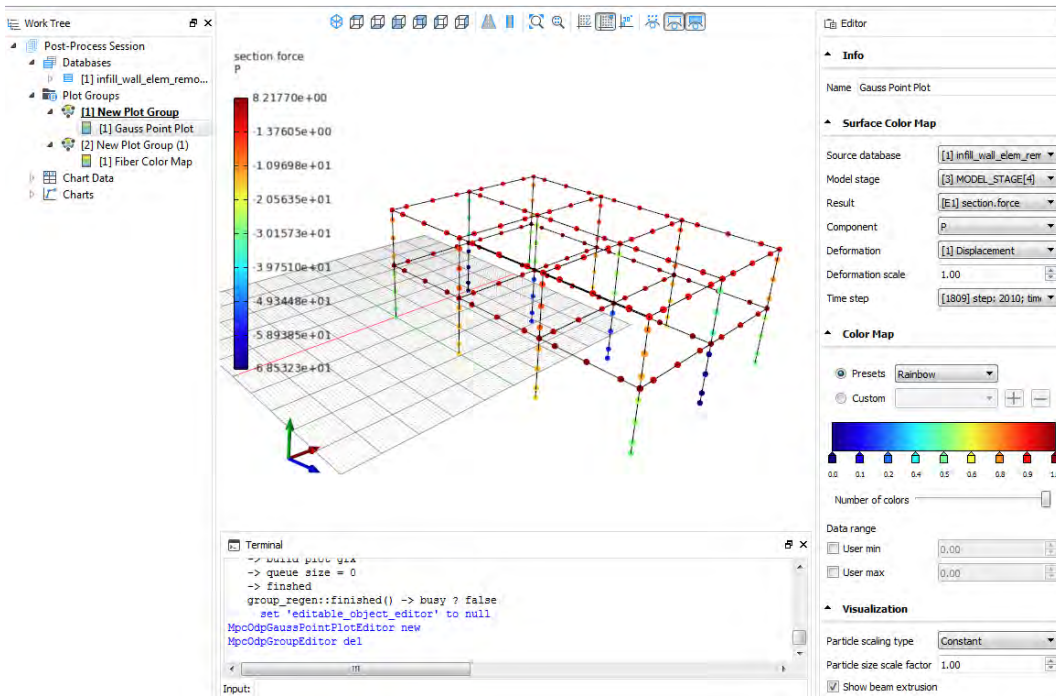 Work Tree
Post-Process Session
Databases
[1] infill_wall_elem_remo...
Plot Groups
[1] New Plot Group
[1] Gauss Point Plot
[2] New Plot Group (1)
[1] Fiber Color Map
Chart Data
Charts
section.force
P
8.21770e+00
-1.37605e+00
-1.09698e+01
-2.05635e+01
-3.01573e+01
-3.97510e+01
-4.93448e+01
-5.89385e+01
-6.85323e+01
Terminal
-> build plot gfx
-> queue size = 0
-> finshed
group_regen::finished() -> busy ? false
set 'editable_object_editor' to null
MpcOdpGaussPointPlotEditor new
MpcOdpGroupEditor del
Input:
Editor
Info
Name Gauss Point Plot
Surface Color Map
Source database [1] infill_wall_elem_rem
Model stage [3] MODEL_STAGE[4]
Result [E1] section.force
Component P
Deformation [1] Displacement
Deformation scale 1.00
Time step [1809] step: 2010; tim
Color Map
Presets Rainbow
Custom
0.0 0.1 0.2 0.4 0.5 0.6 0.8 0.9 1.
Number of colors
Data range
User min 0.00
User max 0.00
Visualization
Particle scaling type Constant
Particle size scale factor 1.00
Show beam extrusion